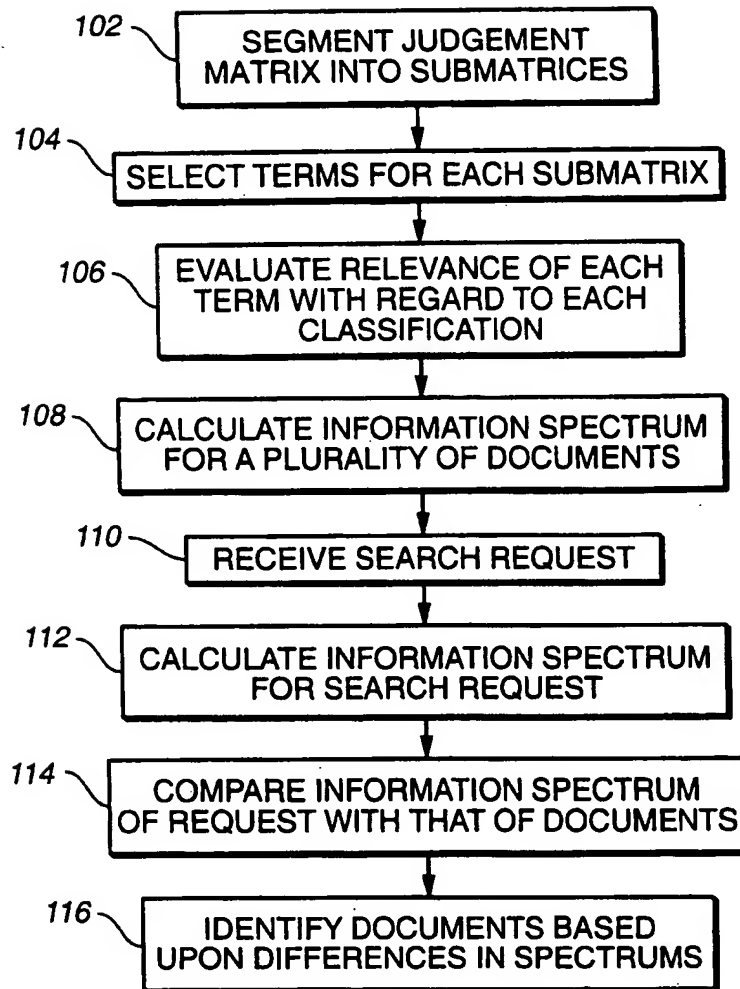 102
SEGMENT JUDGEMENT
MATRIX INTO SUBMATRICES
104
SELECT TERMS FOR EACH SUBMATRIX
106
EVALUATE RELEVANCE OF EACH
TERM WITH REGARD TO EACH
CLASSIFICATION
108
CALCULATE INFORMATION SPECTRUM
FOR A PLURALITY OF DOCUMENTS
110
RECEIVE SEARCH REQUEST
112
CALCULATE INFORMATION SPECTRUM
FOR SEARCH REQUEST
114
COMPARE INFORMATION SPECTRUM
OF REQUEST WITH THAT OF DOCUMENTS
116
IDENTIFY DOCUMENTS BASED
UPON DIFFERENCES IN SPECTRUMS